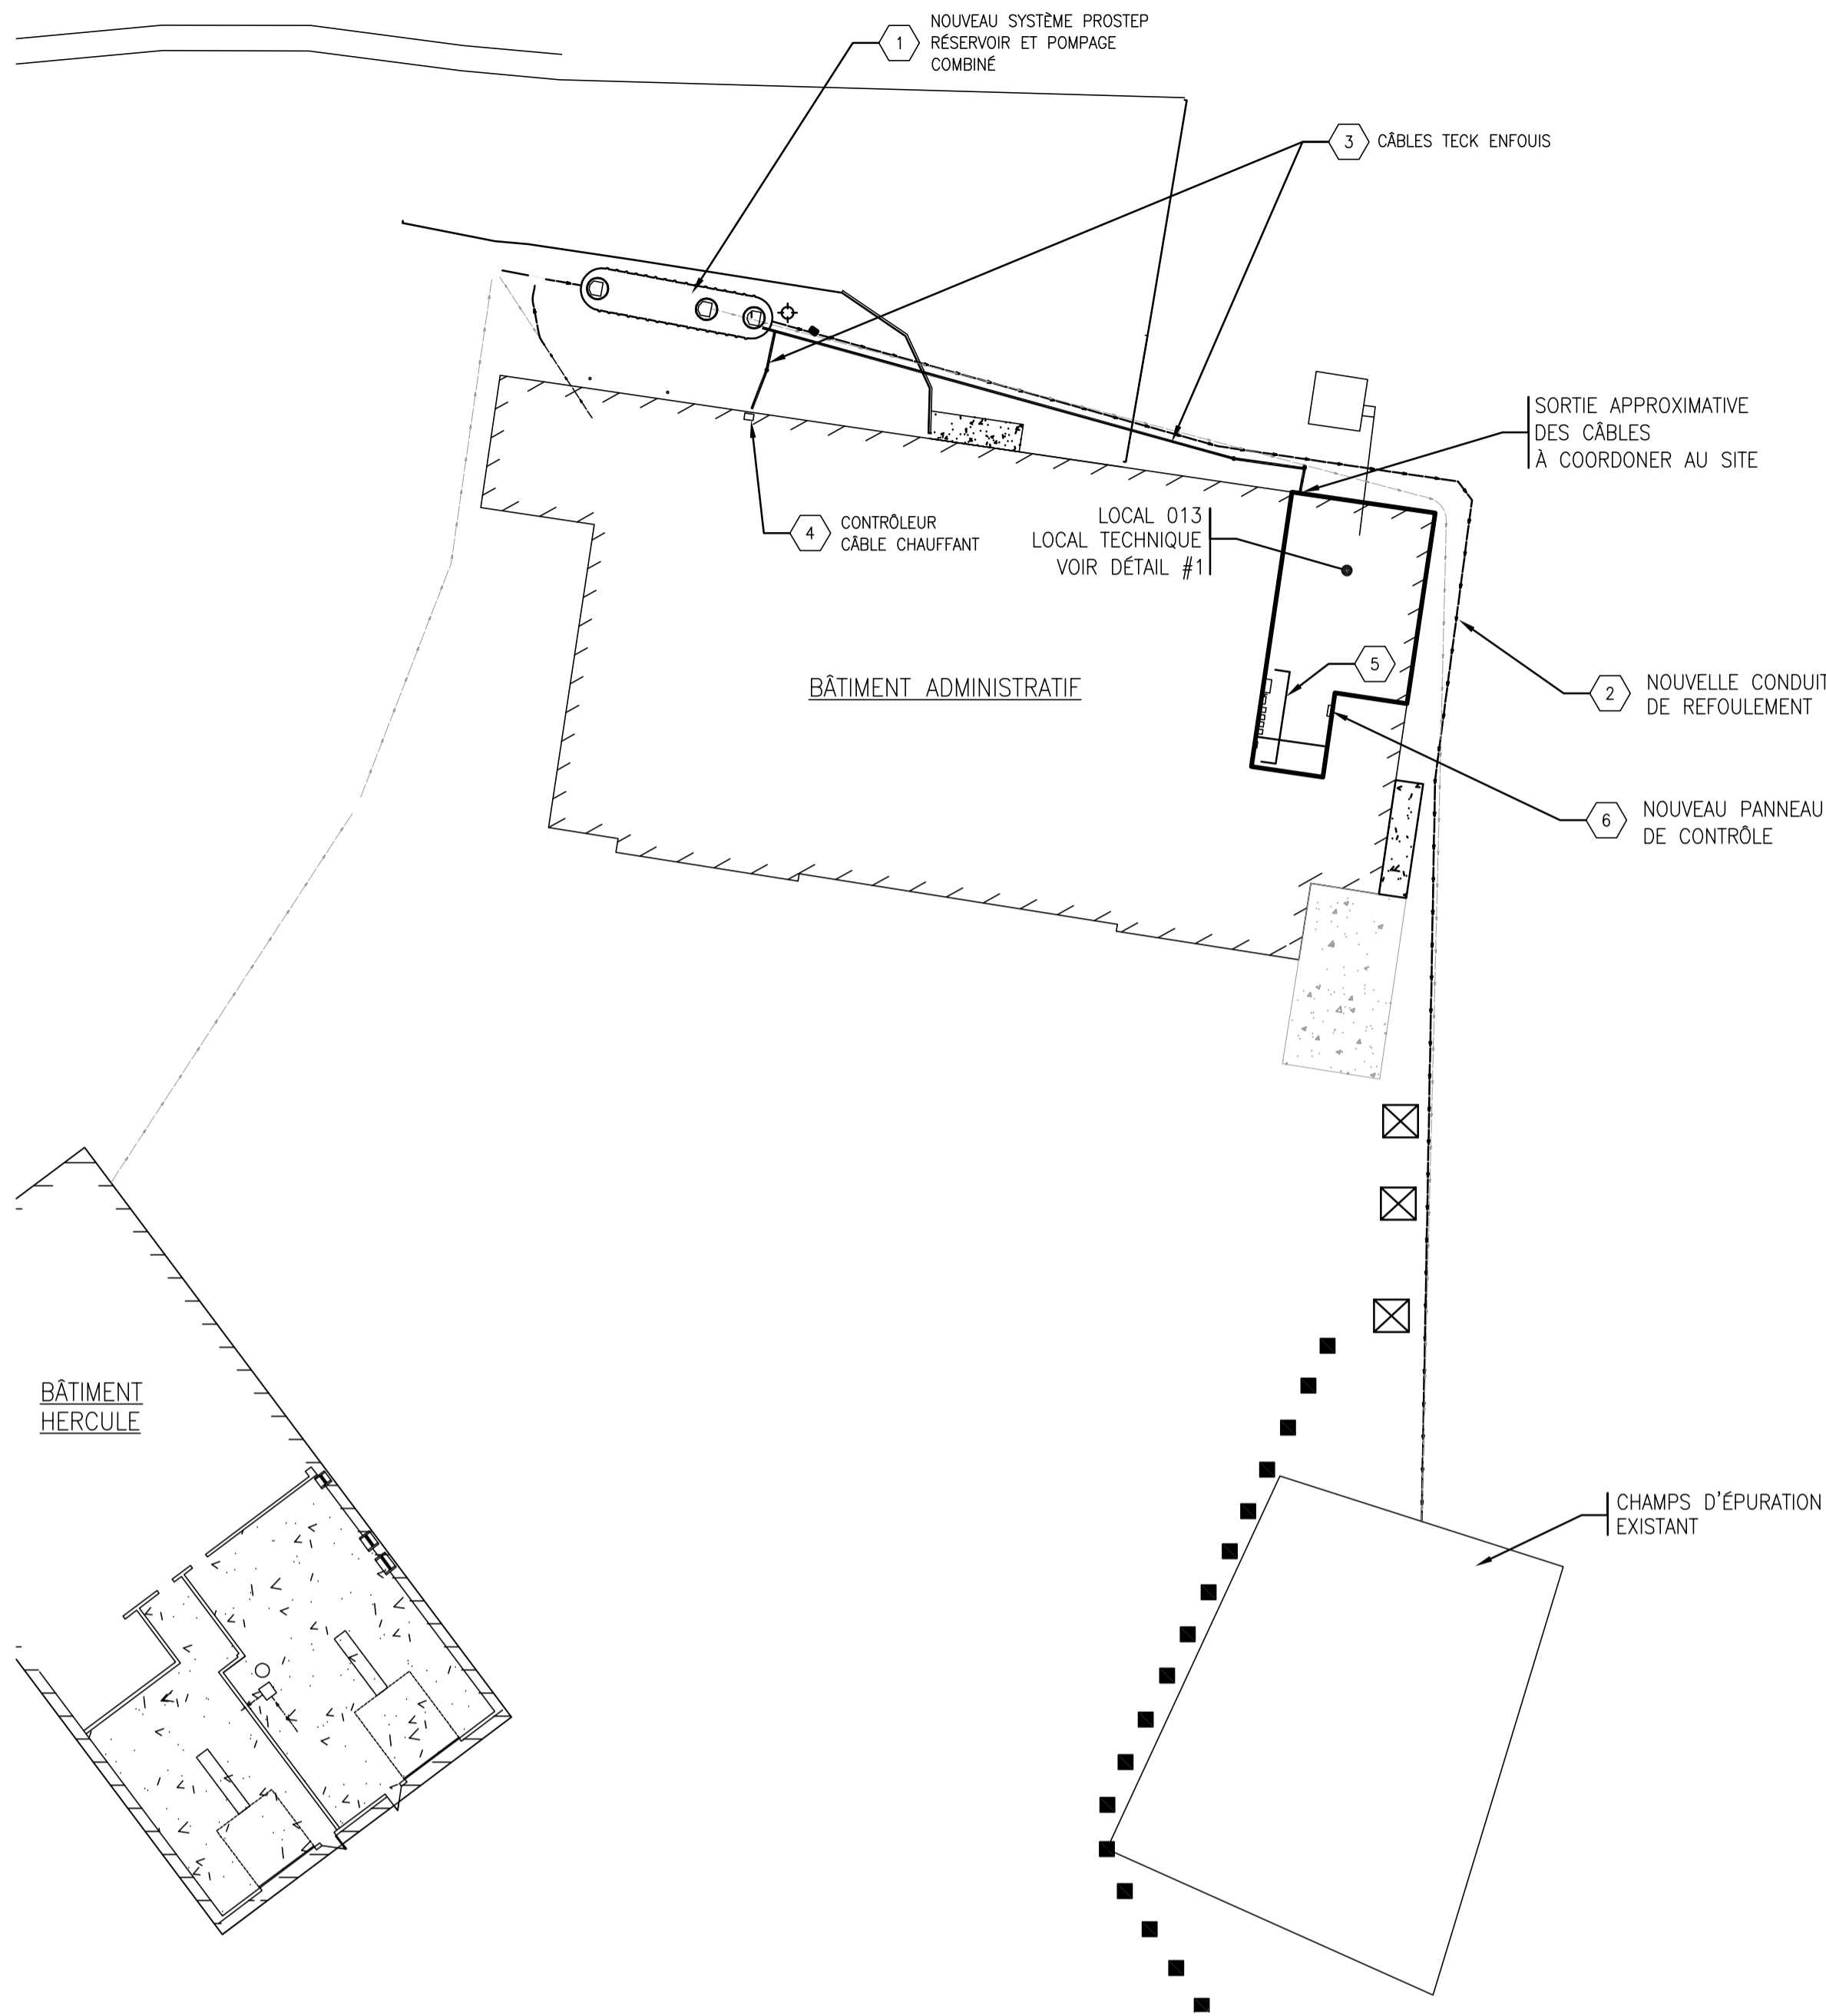 1
NOUVEAU SYSTÈME PROSTEP
RÉSERVOIR ET POMPAGE
COMBINÉ
3
CÂBLES TECK ENFOUIS
SORTIE APPROXIMATIVE
DES CÂBLES
À COORDONER AU SITE
4
CONTRÔLEUR
CÂBLE CHAUFFANT
LOCAL 013
LOCAL TECHNIQUE
VOIR DÉTAIL #1
5
BÂTIMENT ADMINISTRATIF
2
NOUVELLE CONDUIT
DE REFOULEMENT
6
NOUVEAU PANNEAU
DE CONTRÔLE
BÂTIMENT
HERCULE
CHAMPS D'ÉPURATION
EXISTANT